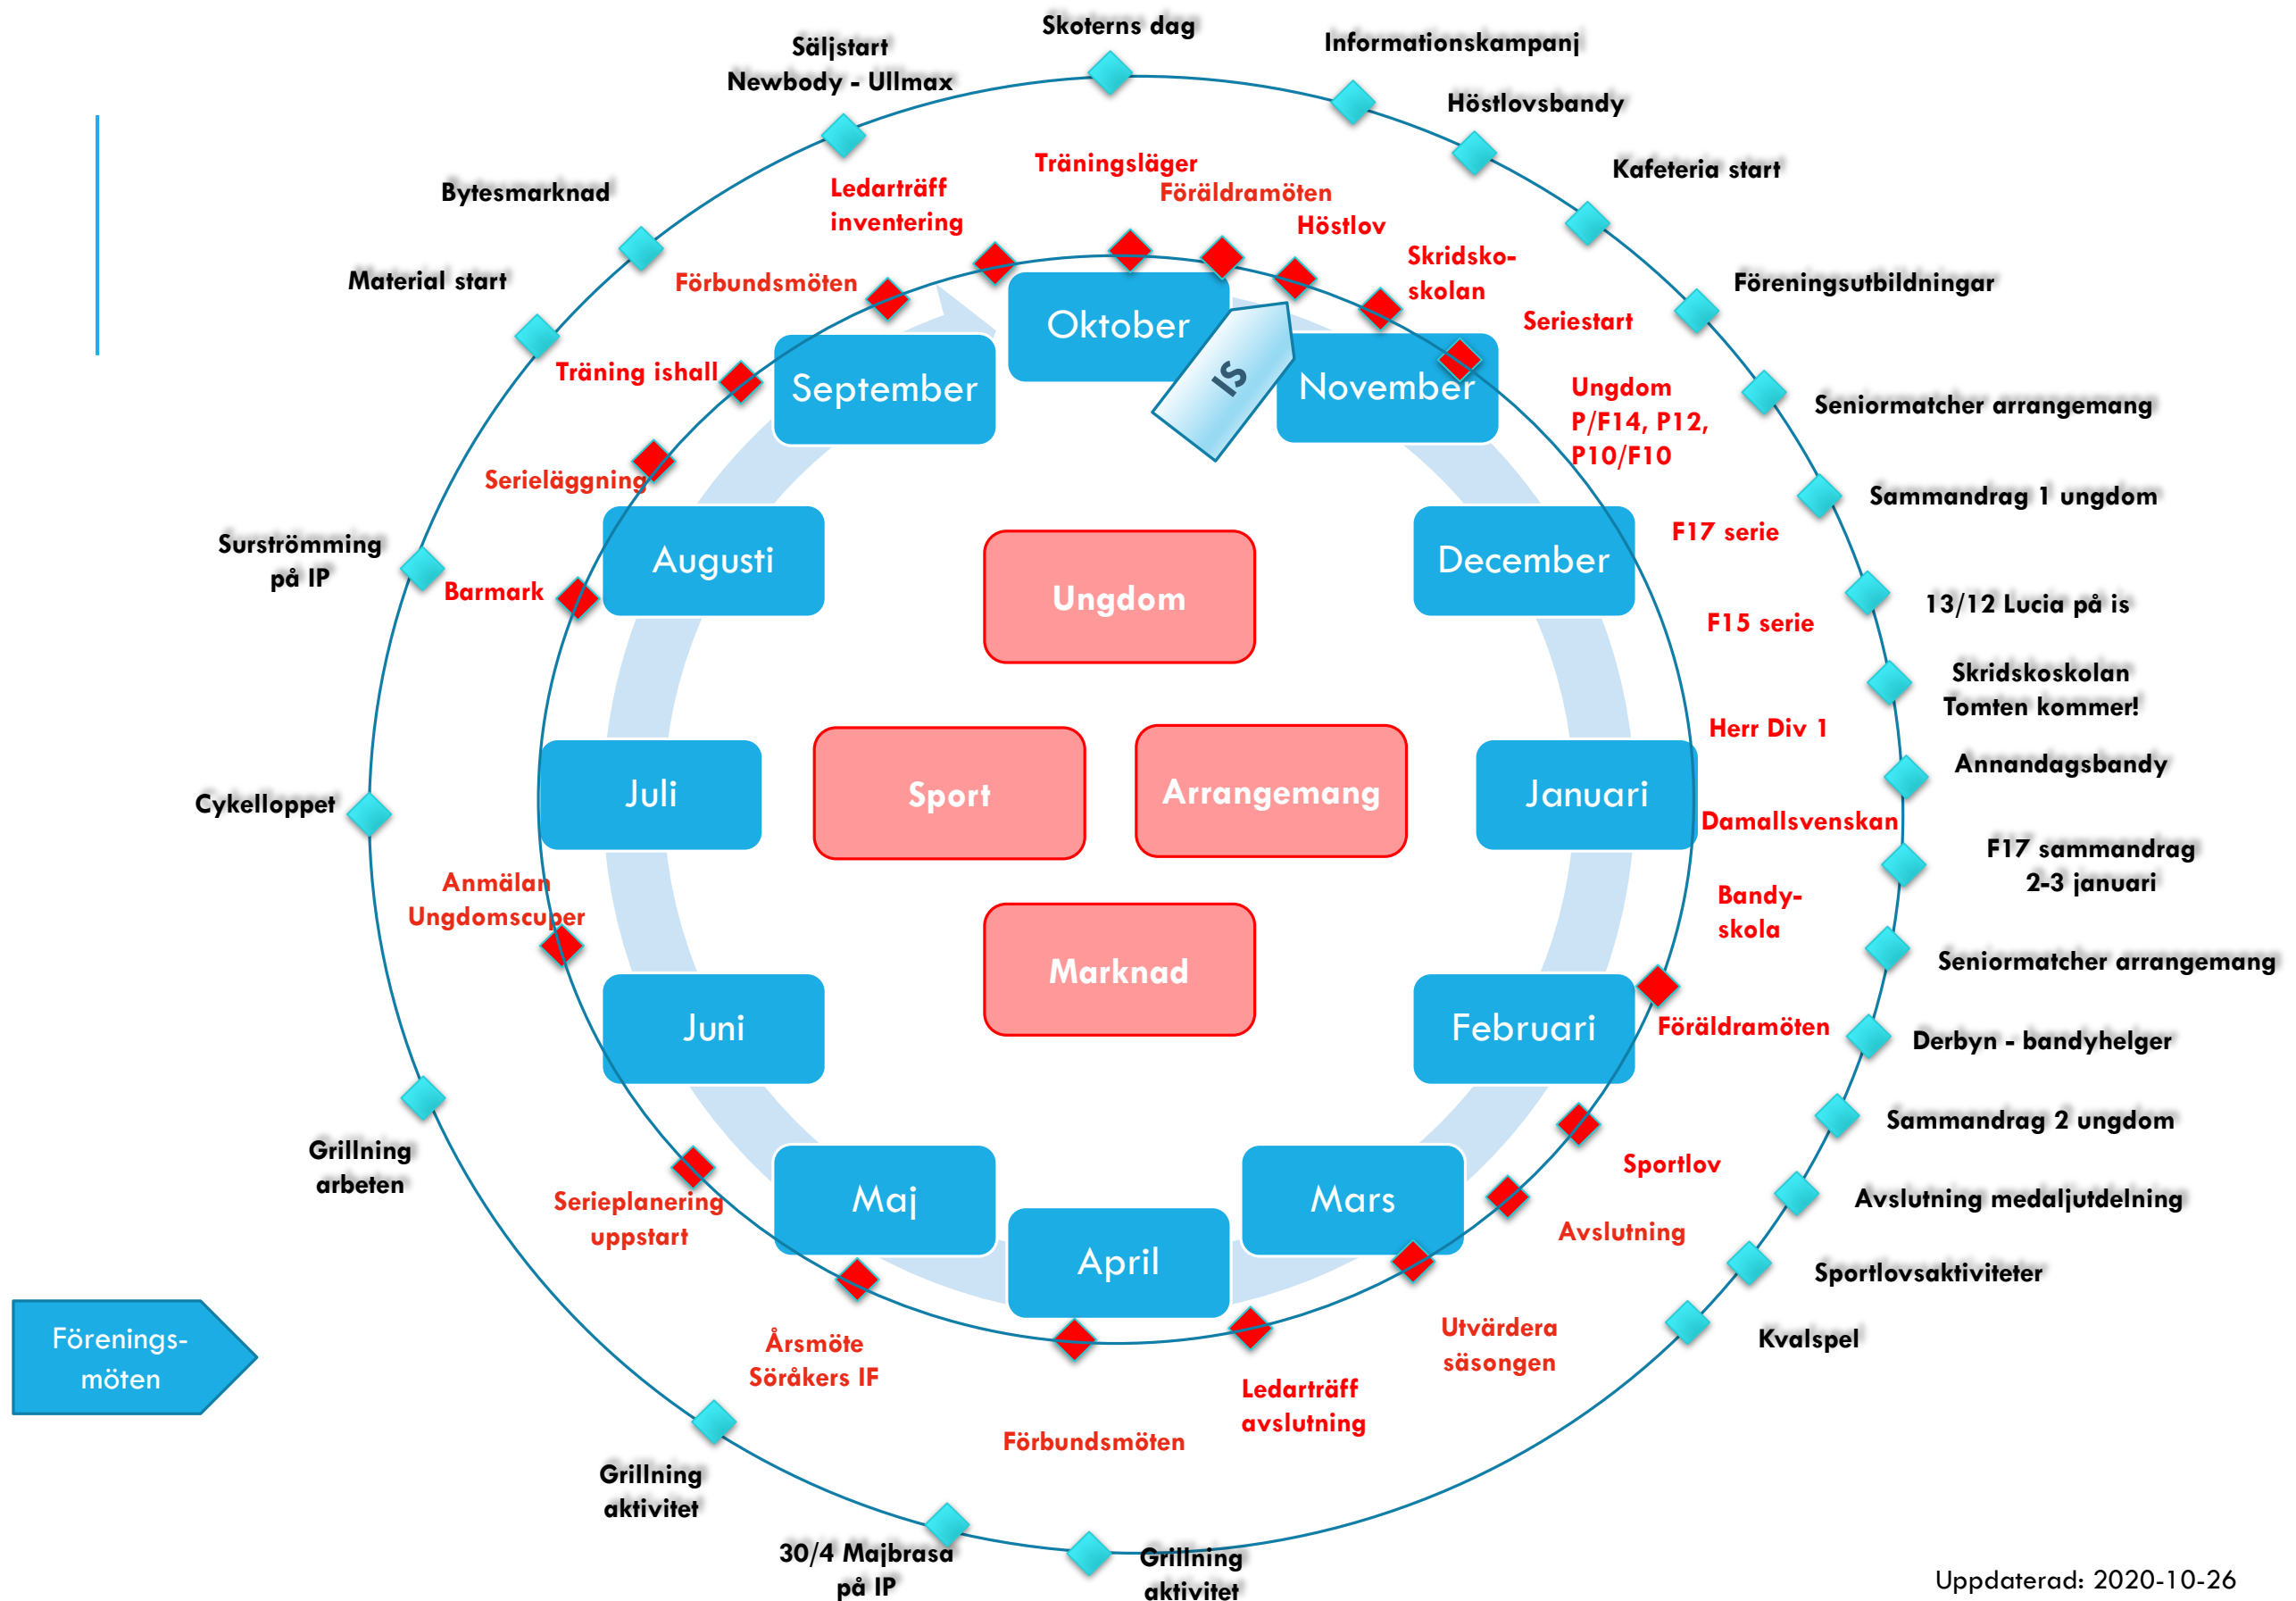 Skoterns dag
Informationskampanj
Säljstart
Newbody - Ullmax
Höstlovsbandy
Kafeteria start
Bytesmarknad
Material start
Föreningsutbildningar
Seniormatcher arrangemang
Sammandrag 1 ungdom
13/12 Lucia på is
Skridskoskolan
Tomten kommer!
Annandagsbandy
F17 sammandrag
2-3 januari
Seniormatcher arrangemang
Derbyn - bandyhelger
Sammandrag 2 ungdom
Avslutning medaljutdelning
Sportlovsaktiviteter
Kvalspel
Grillning
aktivitet
30/4 Majbrasa
på IP
Grillning
aktivitet
Grillning
arbeten
Cykelloppet
Surströmming
på IP
Träningsläger
Föräldramöten
Höstlov
Skridsko-
skolan
Seriestart
Ungdom
P/F14, P12,
P10/F10
F17 serie
F15 serie
Herr Div 1
Damallsvenskan
Bandy-
skola
Föräldramöten
Sportlov
Avslutning
Utvärdera
säsongen
Ledarträff
avslutning
Förbundsmöten
Årsmöte
Söråkers IF
Serieplanering
uppstart
Anmälan
Ungdomscuper
Barmark
Serieläggning
Träning ishall
Förbundsmöten
Ledarträff
inventering
Oktober
IS
November
December
Januari
Februari
Mars
April
Maj
Juni
Juli
Augusti
September
Ungdom
Sport
Arrangemang
Marknad
Förenings-
möten
Uppdaterad: 2020-10-26